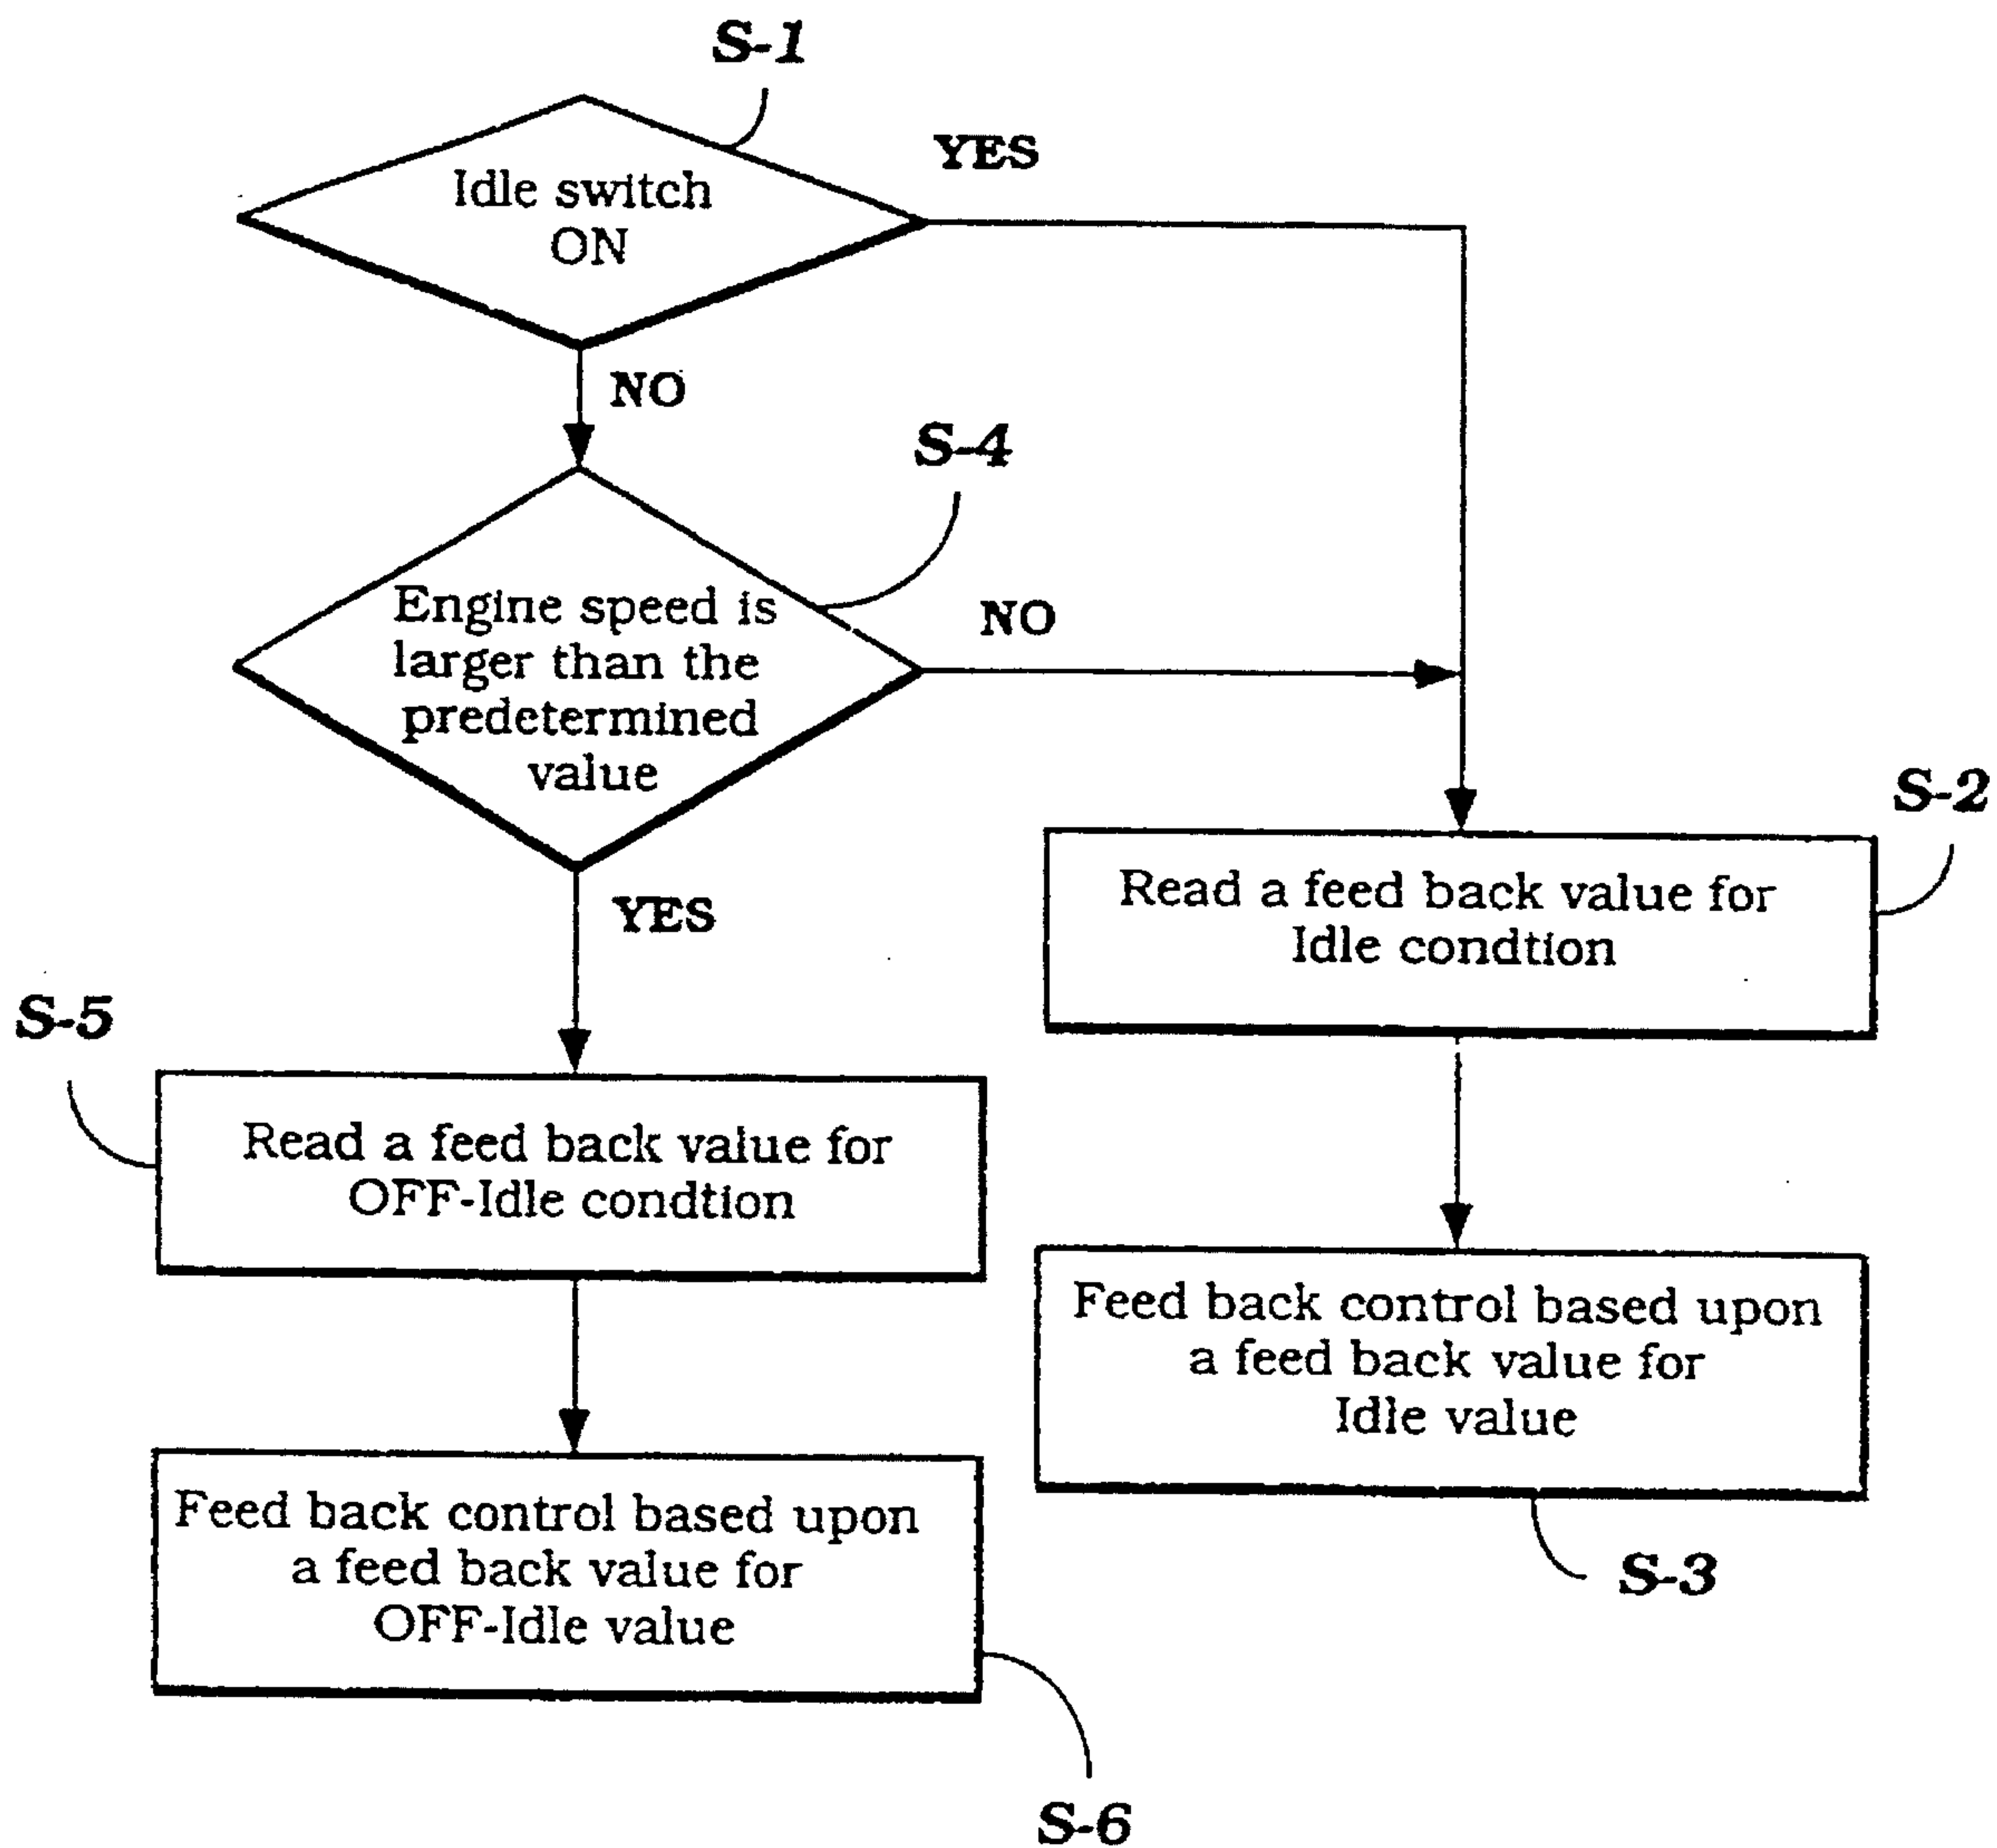 S-1
YES
Idle switch
ON
NO
S-4
Engine speed is
larger than the
predetermined
value
NO
YES
S-2
Read a feed back value for
Idle condtion
S-5
Read a feed back value for
OFF-Idle condtion
Feed back control based upon
a feed back value for
Idle value
S-3
Feed back control based upon
a feed back value for
OFF-Idle value
S-6